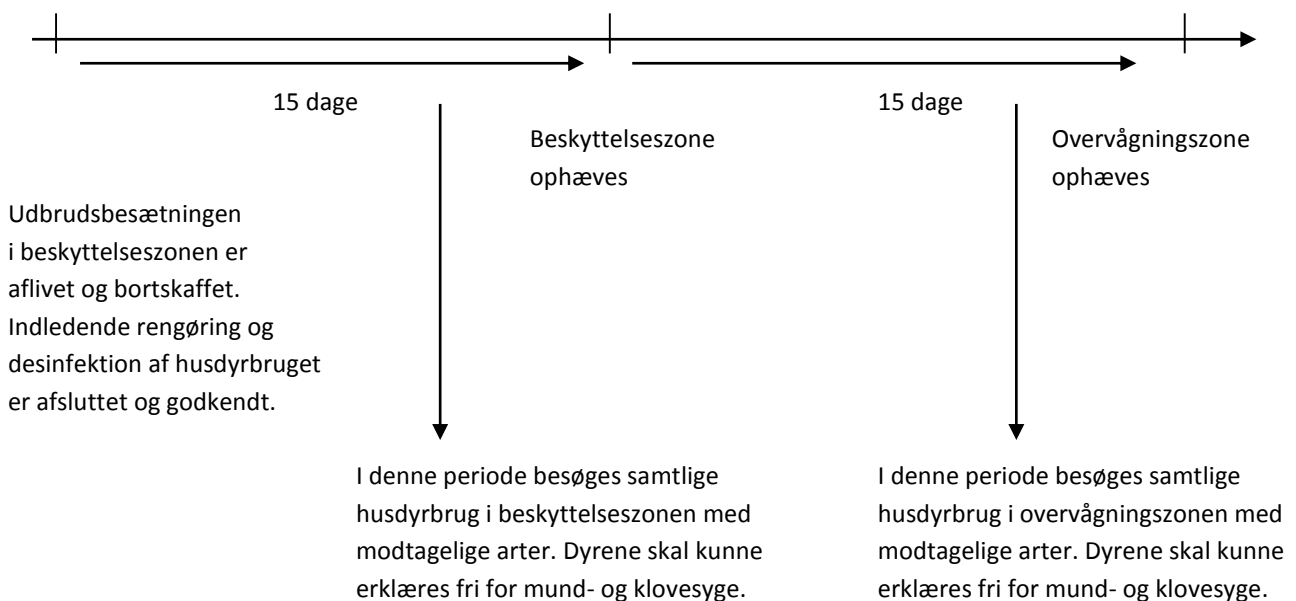 15 dage
15 dage
Beskyttelseszone
ophæves
Overvågningszone
ophæves
Udbrudsbesætningen
i beskyttelseszonen er
aflivet og bortskaffet.
Indledende rengøring og
desinfektion af husdyrbruget
er afsluttet og godkendt.
I denne periode besøges samtlige
husdyrbrug i beskyttelseszonen med
modtagelige arter. Dyrene skal kunne
erklæres fri for mund- og klovesyge.
I denne periode besøges samtlige
husdyrbrug i overvågningszonen med
modtagelige arter. Dyrene skal kunne
erklæres fri for mund- og klovesyge.